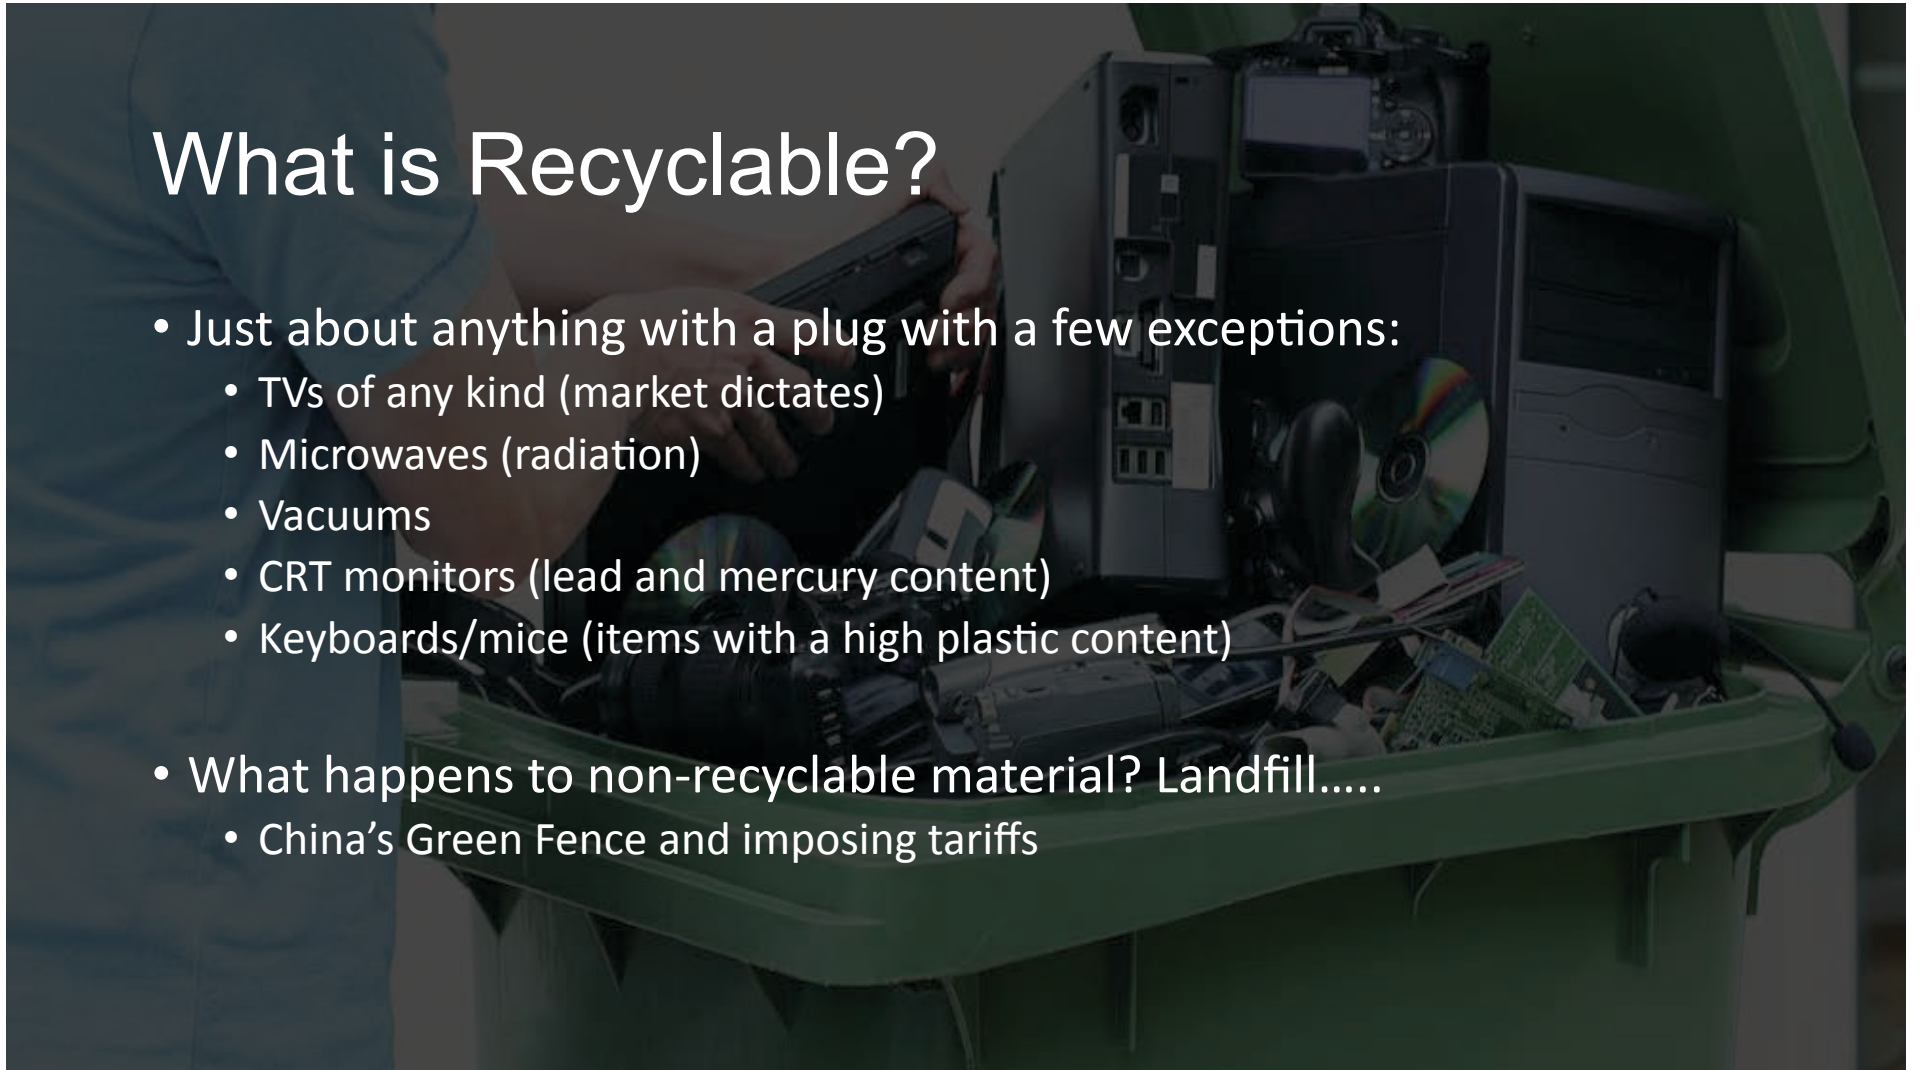 What is Recyclable?
• Just about anything with a plug with a few exceptions:
• TVs of any kind (market dictates)
• Microwaves (radiation)
• Vacuums
• CRT monitors (lead and mercury content)
• Keyboards/mice (items with a high plastic content)
• What happens to non-recyclable material? Landfill.....
• China’s Green Fence and imposing tariffs